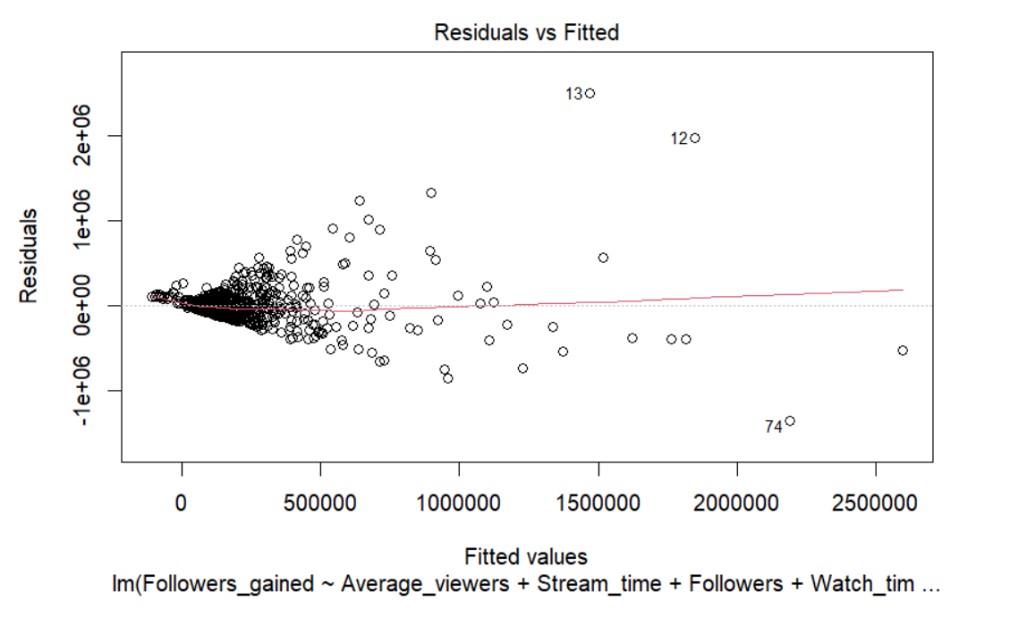 Residuals vs Fitted
13
12
2e+06
1e+06
Residuals
0e+00
-1e+06
74
0 500000 1000000 1500000 2000000 2500000
Fitted values
lm(Followers_gained ~ Average_viewers + Stream_time + Followers + Watch_tim ...